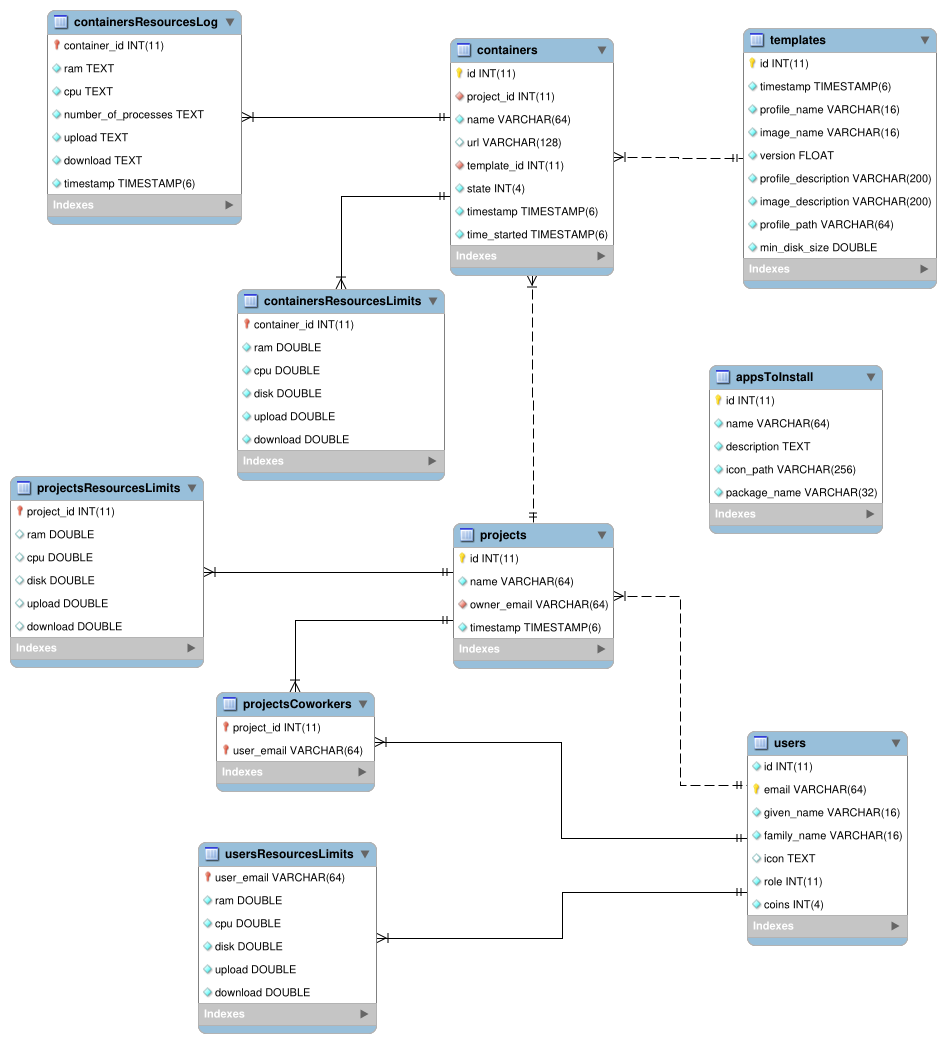 containersResourcesLog
container_id INT(11)
ram TEXT
cpu TEXT
number_of_processes TEXT
upload TEXT
download TEXT
timestamp TIMESTAMP(6)
Indexes
containers
id INT(11)
project_id INT(11)
name VARCHAR(64)
url VARCHAR(128)
template_id INT(11)
state INT(4)
timestamp TIMESTAMP(6)
time_started TIMESTAMP(6)
Indexes
templates
id INT(11)
timestamp TIMESTAMP(6)
profile_name VARCHAR(16)
image_name VARCHAR(16)
version FLOAT
profile_description VARCHAR(200)
image_description VARCHAR(200)
profile_path VARCHAR(64)
min_disk_size DOUBLE
Indexes
containersResourcesLimits
container_id INT(11)
ram DOUBLE
cpu DOUBLE
disk DOUBLE
upload DOUBLE
download DOUBLE
Indexes
appsToInstall
id INT(11)
name VARCHAR(64)
description TEXT
icon_path VARCHAR(256)
package_name VARCHAR(32)
Indexes
projectsResourcesLimits
project_id INT(11)
ram DOUBLE
cpu DOUBLE
disk DOUBLE
upload DOUBLE
download DOUBLE
Indexes
projects
id INT(11)
name VARCHAR(64)
owner_email VARCHAR(64)
timestamp TIMESTAMP(6)
Indexes
projectsCoworkers
project_id INT(11)
user_email VARCHAR(64)
Indexes
users
id INT(11)
email VARCHAR(64)
given_name VARCHAR(16)
family_name VARCHAR(16)
icon TEXT
role INT(11)
coins INT(4)
Indexes
usersResourcesLimits
user_email VARCHAR(64)
ram DOUBLE
cpu DOUBLE
disk DOUBLE
upload DOUBLE
download DOUBLE
Indexes